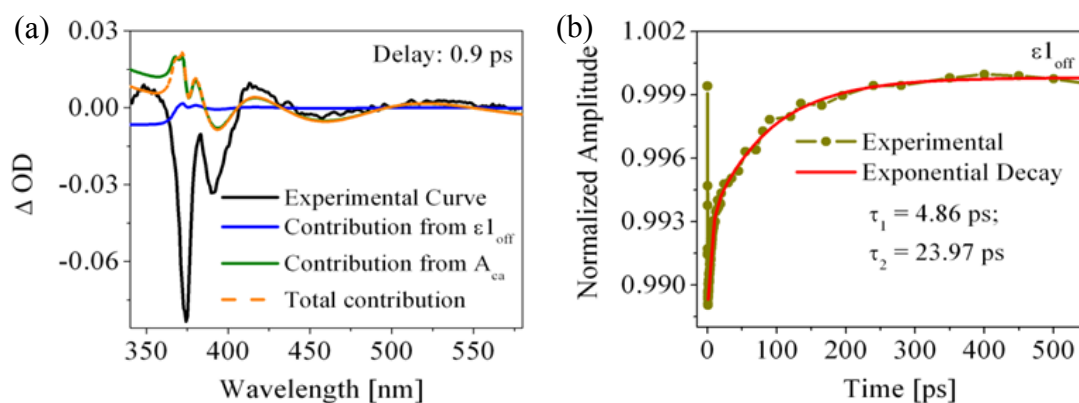 (a)
0.03
0.00
-0.03
-0.06
Δ OD
Delay: 0.9 ps
Experimental Curve
Contribution from ε1off
Contribution from Aca
Total contribution
350 400 450 500 550
Wavelength [nm]
(b)
1.002
0.999
0.996
0.993
0.990
Normalized Amplitude
ε1off
Experimental
Exponential Decay
τ1 = 4.86 ps;
τ2 = 23.97 ps
0 100 200 300 400 500
Time [ps]